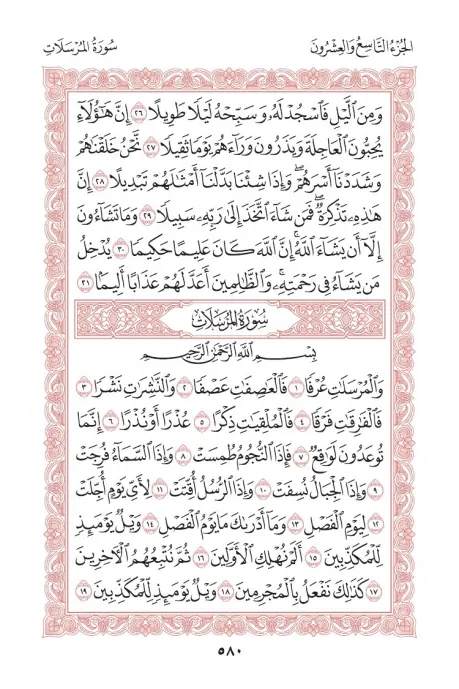 الجُزْءُ التَّاسِعُ وَالعِشْرُونَ
سُورَةُ المُرْسَلَاتِ
وَمِنَ ٱلَّيْلِ فَٱسْجُدْ لَهُۥ وَسَبِّحْهُ لَيْلًا طَوِيلًا ٢٦ إِنَّ هَٰٓؤُلَآءِ
يُحِبُّونَ ٱلْعَاجِلَةَ وَيَذَرُونَ وَرَآءَهُمْ يَوْمًا ثَقِيلًا ٢٧ نَّحْنُ خَلَقْنَٰهُمْ
وَشَدَدْنَآ أَسْرَهُمْ ۖ وَإِذَا شِئْنَا بَدَّلْنَآ أَمْثَٰلَهُمْ تَبْدِيلًا ٢٨ إِنَّ
هَٰذِهِۦ تَذْكِرَةٌ ۖ فَمَن شَآءَ ٱتَّخَذَ إِلَىٰ رَبِّهِۦ سَبِيلًا ٢٩ وَمَا تَشَآءُونَ
إِلَّآ أَن يَشَآءَ ٱللَّهُ ۚ إِنَّ ٱللَّهَ كَانَ عَلِيمًا حَكِيمًا ٣٠ يُدْخِلُ
مَن يَشَآءُ فِى رَحْمَتِهِۦ ۚ وَٱلظَّٰلِمِينَ أَعَدَّ لَهُمْ عَذَابًا أَلِيمًۢا ٣١
سُورَةُ المُرْسَلَاتِ
بِسْمِ ٱللَّهِ ٱلرَّحْمَٰنِ ٱلرَّحِيمِ
وَٱلْمُرْسَلَٰتِ عُرْفًا ١ فَٱلْعَٰصِفَٰتِ عَصْفًا ٢ وَٱلنَّٰشِرَٰتِ نَشْرًا ٣
فَٱلْفَٰرِقَٰتِ فَرْقًا ٤ فَٱلْمُلْقِيَٰتِ ذِكْرًا ٥ عُذْرًا أَوْ نُذْرًا ٦ إِنَّمَا
تُوعَدُونَ لَوَٰقِعٌ ٧ فَإِذَا ٱلنُّجُومُ طُمِسَتْ ٨ وَإِذَا ٱلسَّمَآءُ فُرِجَتْ
٩ وَإِذَا ٱلْجِبَالُ نُسِفَتْ ١٠ وَإِذَا ٱلرُّسُلُ أُقِّتَتْ ١١ لِأَىِّ يَوْمٍ أُجِّلَتْ
١٢ لِيَوْمِ ٱلْفَصْلِ ١٣ وَمَآ أَدْرَىٰكَ مَا يَوْمُ ٱلْفَصْلِ ١٤ وَيْلٌ يَوْمَئِذٍ
لِّلْمُكَذِّبِينَ ١٥ أَلَمْ نُهْلِكِ ٱلْأَوَّلِينَ ١٦ ثُمَّ نُتْبِعُهُمُ ٱلْءَاخِرِينَ
١٧ كَذَٰلِكَ نَفْعَلُ بِٱلْمُجْرِمِينَ ١٨ وَيْلٌ يَوْمَئِذٍ لِّلْمُكَذِّبِينَ ١٩
٥٨٠